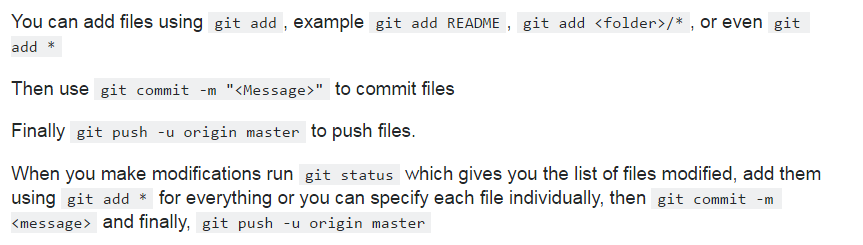 You can add files using git add , example git add README , git add <folder>/* , or even git
add *
Then use git commit -m "<Message>" to commit files
Finally git push -u origin master to push files.
When you make modifications run git status which gives you the list of files modified, add them
using git add * for everything or you can specify each file individually, then git commit -m
<message> and finally, git push -u origin master